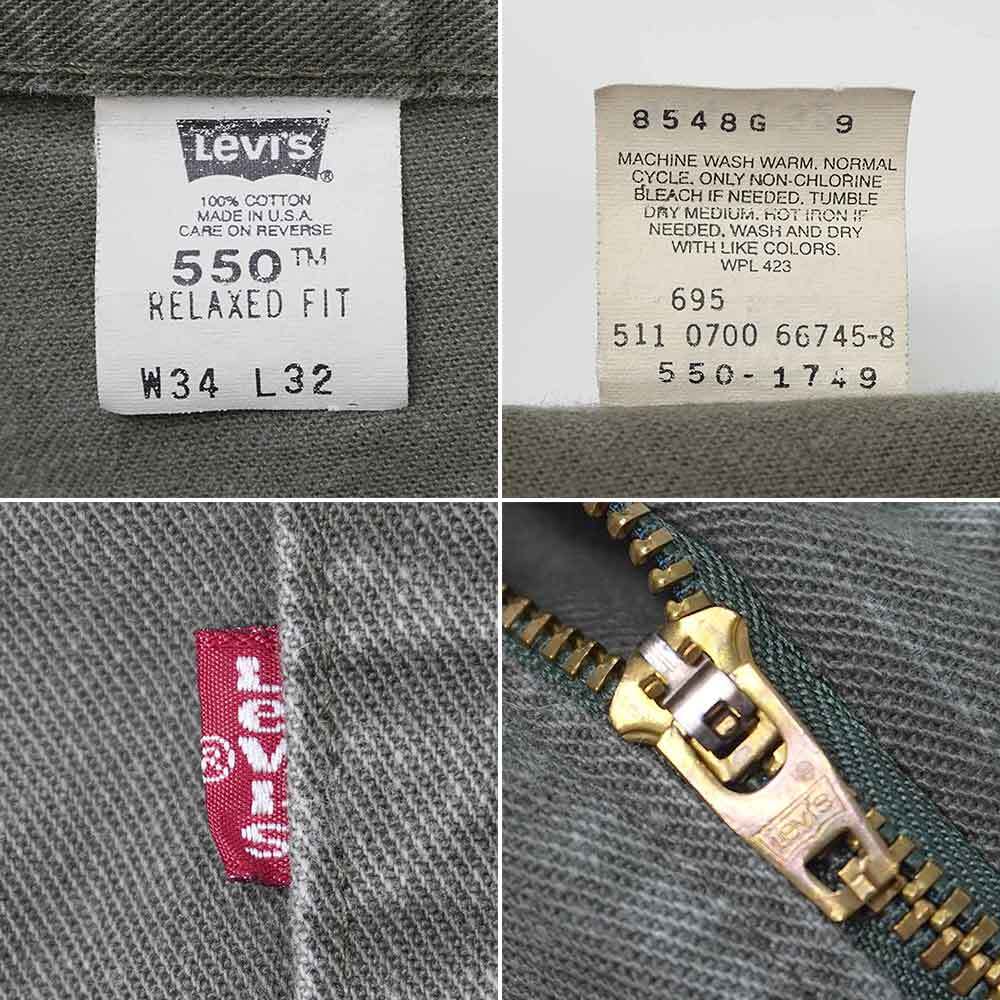 Levi's®
100% COTTON
MADE IN U.S.A.
CARE ON REVERSE
550™
RELAXED FIT
W34 L32
8548G 9
MACHINE WASH WARM. NORMAL
CYCLE. ONLY NON-CHLORINE
BLEACH IF NEEDED. TUMBLE
DRY MEDIUM. HOT IRON IF
NEEDED. WASH AND DRY
WITH LIKE COLORS.
WPL 423
695
511 0700 66745-8
550-1749
LEVI'S
®
Levi's